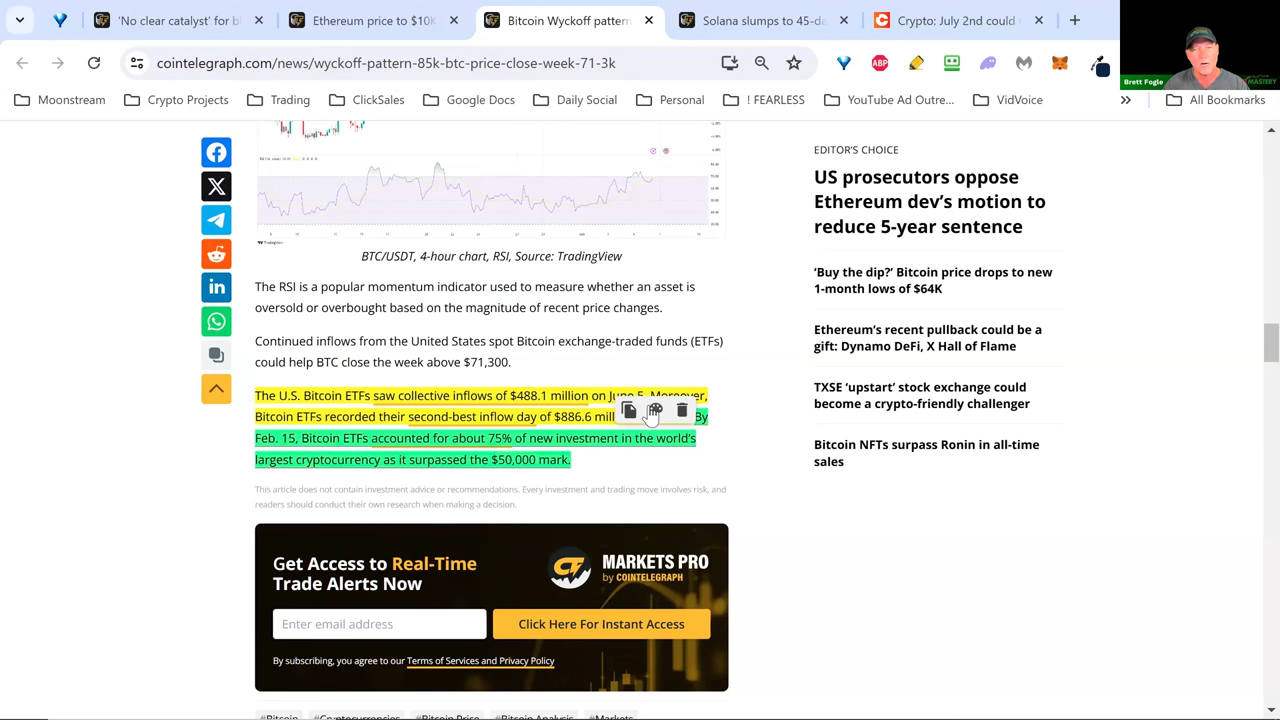 'No clear catalyst' for b
Ethereum price to $10K
Bitcoin Wyckoff pattern
Solana slumps to 45-da
Crypto: July 2nd could
cointelegraph.com/news/wyckoff-pattern-85k-btc-price-close-week-71-3k
ABP
Brett Fogle
MASTERY
Moonstream
Crypto Projects
Trading
ClickSales
Google Docs
Daily Social
Personal
! FEARLESS
YouTube Ad Outre...
VidVoice
All Bookmarks
TradingView
BTC/USDT, 4-hour chart, RSI, Source: TradingView
The RSI is a popular momentum indicator used to measure whether an asset is
oversold or overbought based on the magnitude of recent price changes.
Continued inflows from the United States spot Bitcoin exchange-traded funds (ETFs)
could help BTC close the week above $71,300.
The U.S. Bitcoin ETFs saw collective inflows of $488.1 million on June 5. Moreover,
Bitcoin ETFs recorded their second-best inflow day of $886.6 mill By
Feb. 15, Bitcoin ETFs accounted for about 75% of new investment in the world's
largest cryptocurrency as it surpassed the $50,000 mark.
This article does not contain investment advice or recommendations. Every investment and trading move involves risk, and
readers should conduct their own research when making a decision.
Get Access to Real-Time
Trade Alerts Now
MARKETS PRO
by COINTELEGRAPH
Enter email address
Click Here For Instant Access
By subscribing, you agree to our Terms of Services and Privacy Policy
#Bitcoin
#Cryptocurrencies
#Bitcoin Price
#Bitcoin Analysis
#Markets
EDITOR'S CHOICE
US prosecutors oppose
Ethereum dev's motion to
reduce 5-year sentence
'Buy the dip?' Bitcoin price drops to new
1-month lows of $64K
Ethereum's recent pullback could be a
gift: Dynamo DeFi, X Hall of Flame
TXSE 'upstart' stock exchange could
become a crypto-friendly challenger
Bitcoin NFTs surpass Ronin in all-time
sales